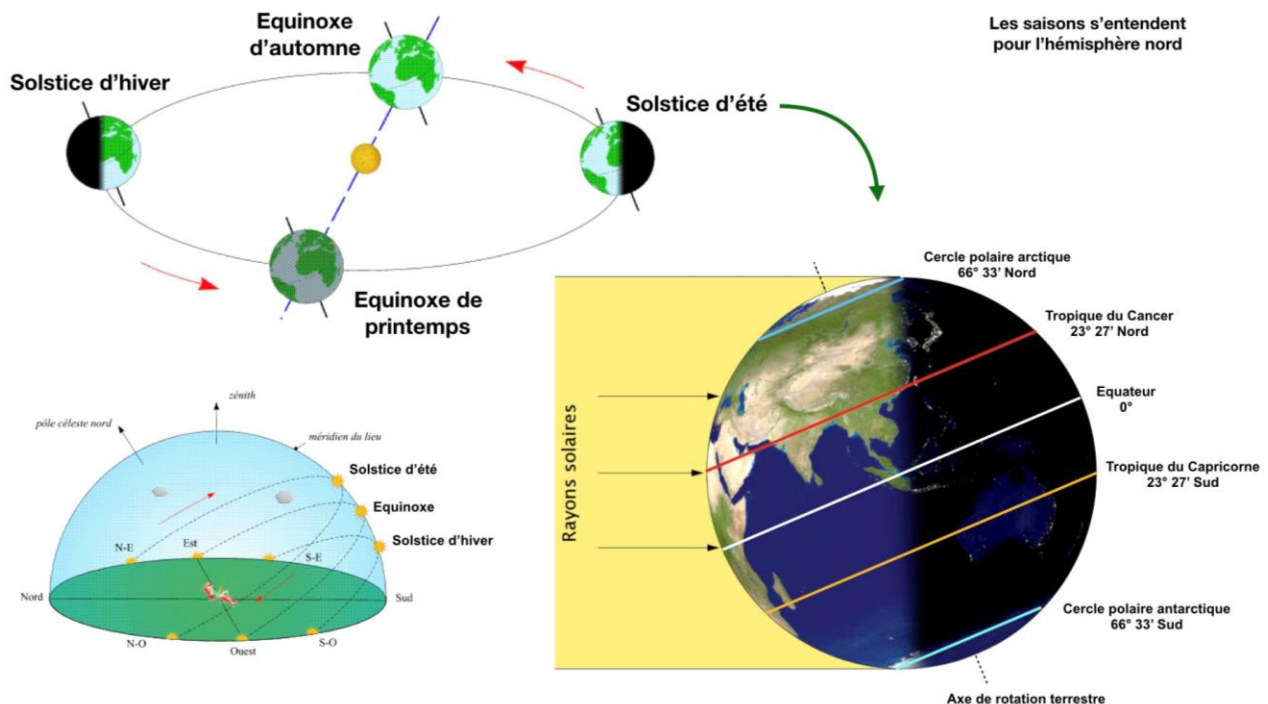 Equinoxe
d’automne
Les saisons s’entendent
pour l’hémisphère nord
Solstice d’hiver
Solstice d’été
Equinoxe de
printemps
Cercle polaire arctique
66° 33’ Nord
Tropique du Cancer
23° 27’ Nord
Equateur
0°
Tropique du Capricorne
23° 27’ Sud
Cercle polaire antarctique
66° 33’ Sud
Axe de rotation terrestre
Rayons solaires
zénith
pôle céleste nord
méridien du lieu
Solstice d’été
Equinoxe
Solstice d’hiver
N-E
Est
S-E
Nord
Sud
N-O
Ouest
S-O